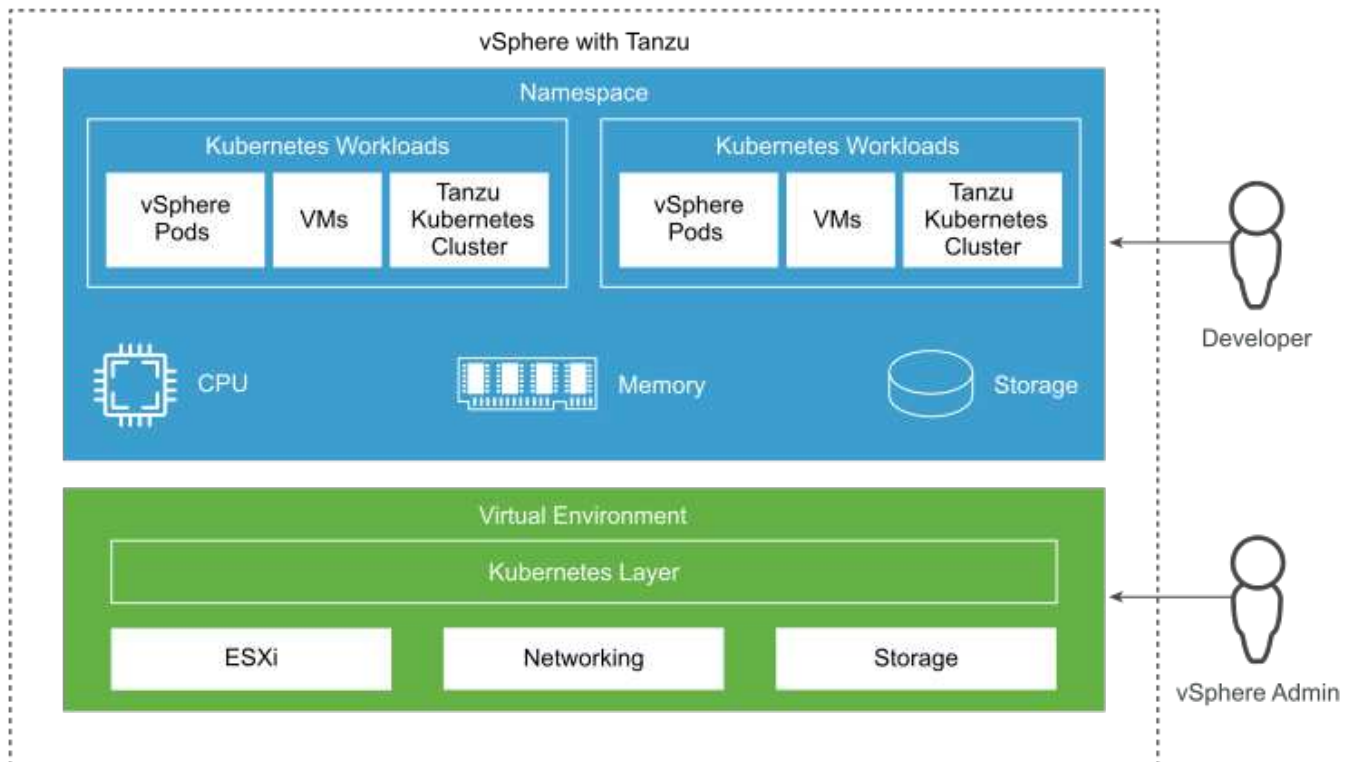 vSphere with Tanzu
Namespace
Kubernetes Workloads
vSphere
Pods
VMs
Tanzu
Kubernetes
Cluster
Kubernetes Workloads
vSphere
Pods
VMs
Tanzu
Kubernetes
Cluster
Developer
CPU
Memory
Storage
Virtual Environment
Kubernetes Layer
ESXi
Networking
Storage
vSphere Admin